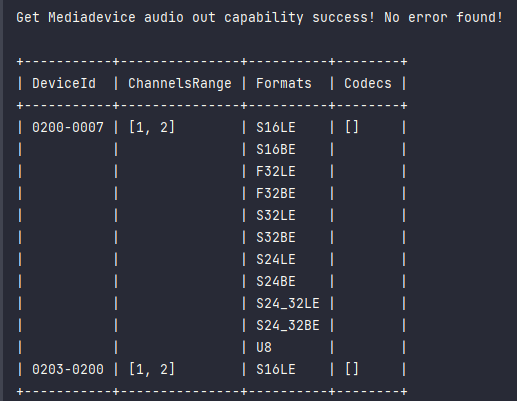 Get Mediadevice audio out capability success! No error found!

+-----------+---------------+----------+--------+
| DeviceId  | ChannelsRange | Formats  | Codecs |
+-----------+---------------+----------+--------+
| 0200-0007 | [1, 2]        | S16LE    | []     |
|           |               | S16BE    |        |
|           |               | F32LE    |        |
|           |               | F32BE    |        |
|           |               | S32LE    |        |
|           |               | S32BE    |        |
|           |               | S24LE    |        |
|           |               | S24BE    |        |
|           |               | S24_32LE |        |
|           |               | S24_32BE |        |
|           |               | U8       |        |
| 0203-0200 | [1, 2]        | S16LE    | []     |
+-----------+---------------+----------+--------+